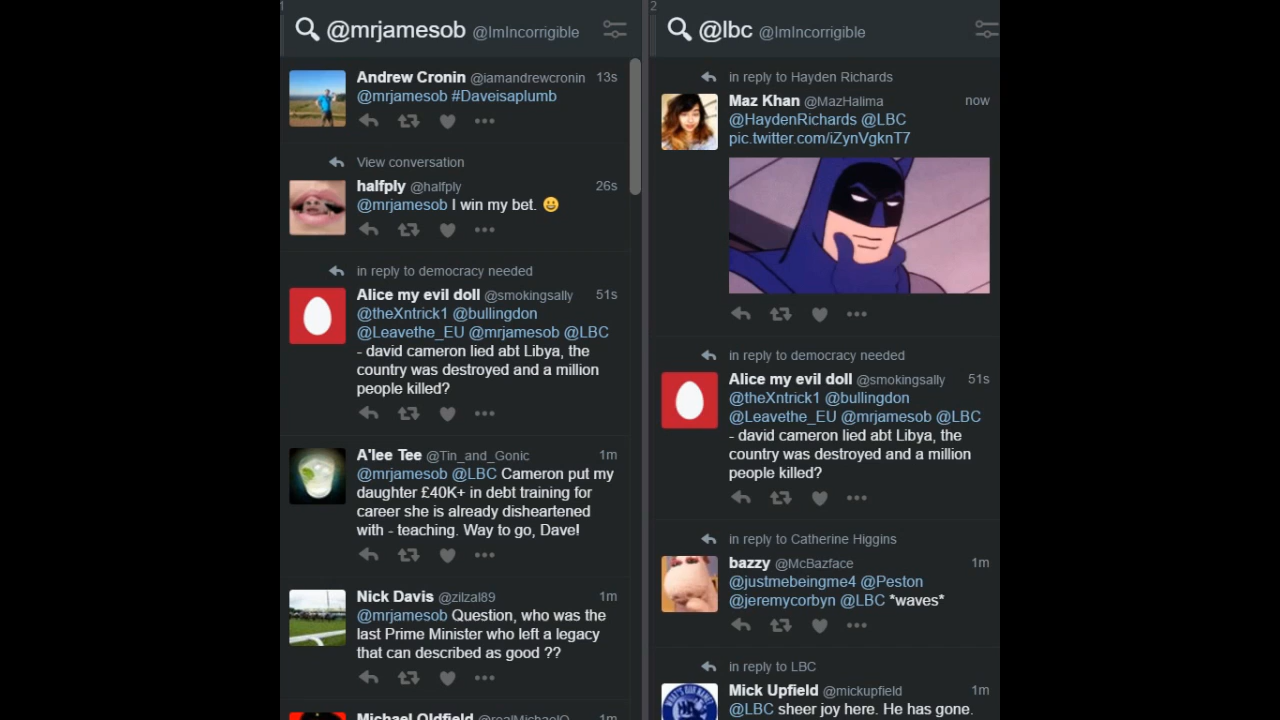 1
@mrjamesob @ImIncorrigible
Andrew Cronin @iamandrewcronin 13s
@mrjamesob #Daveisaplumb
View conversation
halfply @halfply 26s
@mrjamesob I win my bet. 😀
in reply to democracy needed
Alice my evil doll @smokingsally 51s
@theXntrick1 @bullingdon
@Leavethe_EU @mrjamesob @LBC
- david cameron lied abt Libya, the
country was destroyed and a million
people killed?
A'lee Tee @Tin_and_Gonic 1m
@mrjamesob @LBC Cameron put my
daughter £40K+ in debt training for
career she is already disheartened
with - teaching. Way to go, Dave!
Nick Davis @zilzal89 1m
@mrjamesob Question, who was the
last Prime Minister who left a legacy
that can described as good ??
Michael Oldfield @realMichaelO 1m
2
@lbc @ImIncorrigible
in reply to Hayden Richards
Maz Khan @MazHalima now
@HaydenRichards @LBC
pic.twitter.com/iZynVgknT7
in reply to democracy needed
Alice my evil doll @smokingsally 51s
@theXntrick1 @bullingdon
@Leavethe_EU @mrjamesob @LBC
- david cameron lied abt Libya, the
country was destroyed and a million
people killed?
in reply to Catherine Higgins
bazzy @McBazface 1m
@justmebeingme4 @Peston
@jeremycorbyn @LBC *waves*
in reply to LBC
Mick Upfield @mickupfield 1m
@LBC sheer joy here. He has gone.